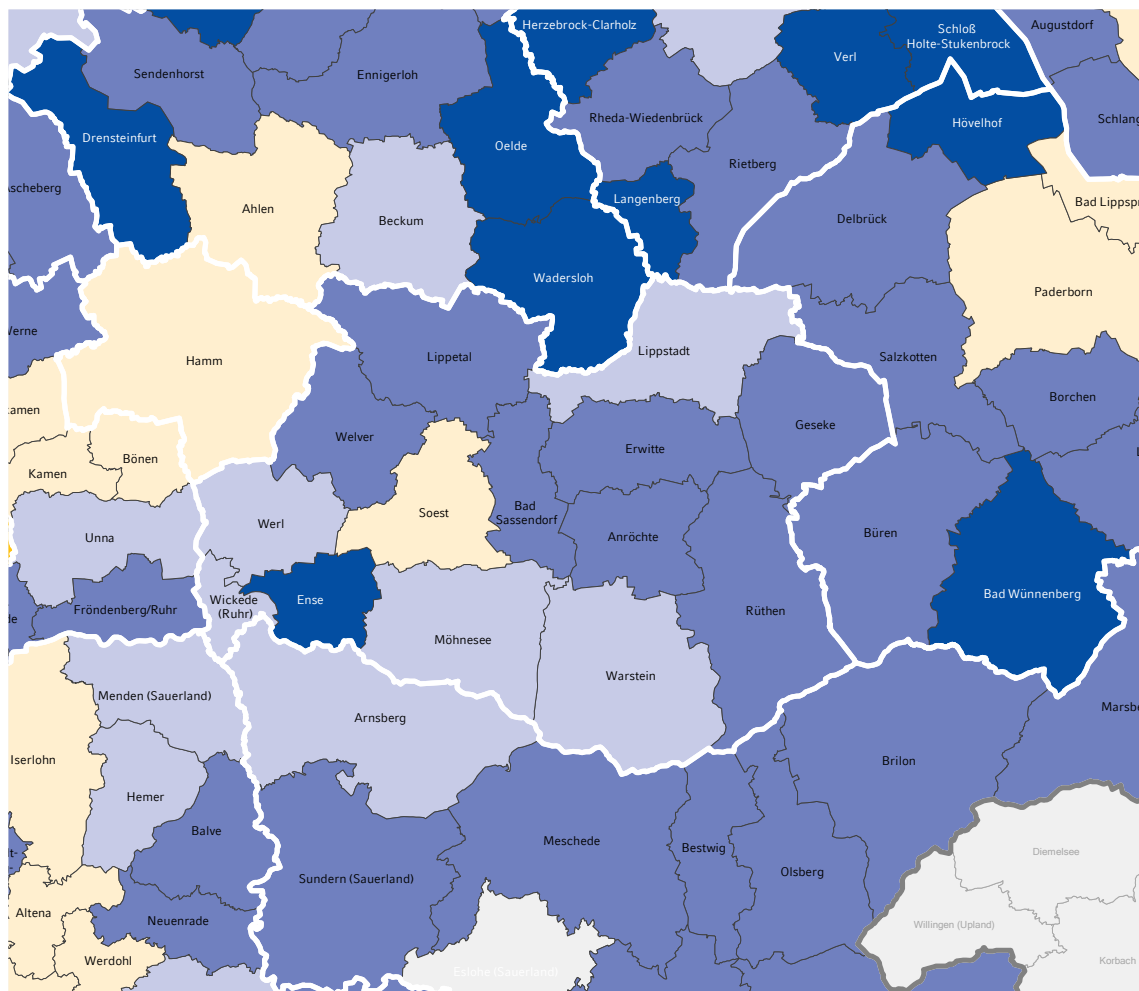 Herzebrock-Clarholz
Schloß
Holte-Stukenbrock
Augustdorf
Verl
Sendenhorst
Ennigerloh
Rheda-Wiedenbrück
Schlang
Hövelhof
Drensteinfurt
Oelde
Rietberg
Ascheberg
Langenberg
Bad Lippspr
Ahlen
Beckum
Delbrück
Wadersloh
Paderborn
Werne
Hamm
Lippetal
Lippstadt
Salzkotten
Borchen
amen
Geseke
Welver
Erwitte
Bönen
Kamen
Soest
Bad
Sassendorf
Werl
Unna
Anröchte
Büren
Bad Wünnenberg
Ense
Wickede
(Ruhr)
Fröndenberg/Ruhr
de
Rüthen
Möhnesee
Warstein
Menden (Sauerland)
Arnsberg
Marsbe
Iserlohn
Brilon
Hemer
Balve
Meschede
Bestwig
lt-
Diemelsee
Olsberg
Sundern (Sauerland)
Altena
Neuenrade
Willingen (Upland)
Werdohl
Korbach
Eslohe (Sauerland)